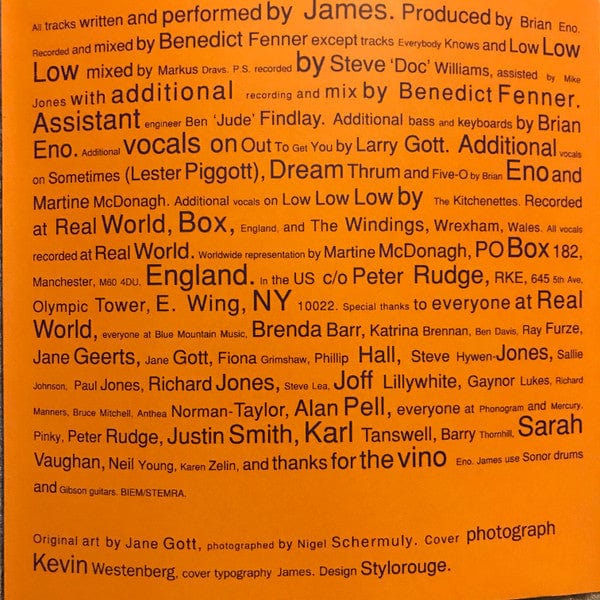 All tracks written and performed by James. Produced by Brian Eno.
Recorded and mixed by Benedict Fenner except tracks Everybody Knows and Low Low
Low mixed by Markus Dravs. P.S. recorded by Steve 'Doc' Williams, assisted by Mike
Jones with additional recording and mix by Benedict Fenner.
Assistant engineer Ben 'Jude' Findlay. Additional bass and keyboards by Brian
Eno. Additional vocals on Out To Get You by Larry Gott. Additional vocals
on Sometimes (Lester Piggott), Dream Thrum and Five-O by Brian Eno and
Martine McDonagh. Additional vocals on Low Low Low by The Kitchenettes. Recorded
at Real World, Box, England, and The Windings, Wrexham, Wales. All vocals
recorded at Real World. Worldwide representation by Martine McDonagh, PO Box 182,
Manchester, M60 4DU, England. In the US c/o Peter Rudge, RKE, 645 5th Ave,
Olympic Tower, E. Wing, NY 10022. Special thanks to everyone at Real
World, everyone at Blue Mountain Music, Brenda Barr, Katrina Brennan, Ben Davis, Ray Furze,
Jane Geerts, Jane Gott, Fiona Grimshaw, Phillip Hall, Steve Hywen-Jones, Sallie
Johnson, Paul Jones, Richard Jones, Steve Lea, Joff Lillywhite, Gaynor Lukes, Richard
Manners, Bruce Mitchell, Anthea Norman-Taylor, Alan Pell, everyone at Phonogram and Mercury,
Pinky, Peter Rudge, Justin Smith, Karl Tanswell, Barry Thornhill, Sarah
Vaughan, Neil Young, Karen Zelin, and thanks for the vino Eno. James use Sonor drums
and Gibson guitars. BIEM/STEMRA.
Original art by Jane Gott, photographed by Nigel Schermuly. Cover photograph
Kevin Westenberg, cover typography James. Design Stylorouge.